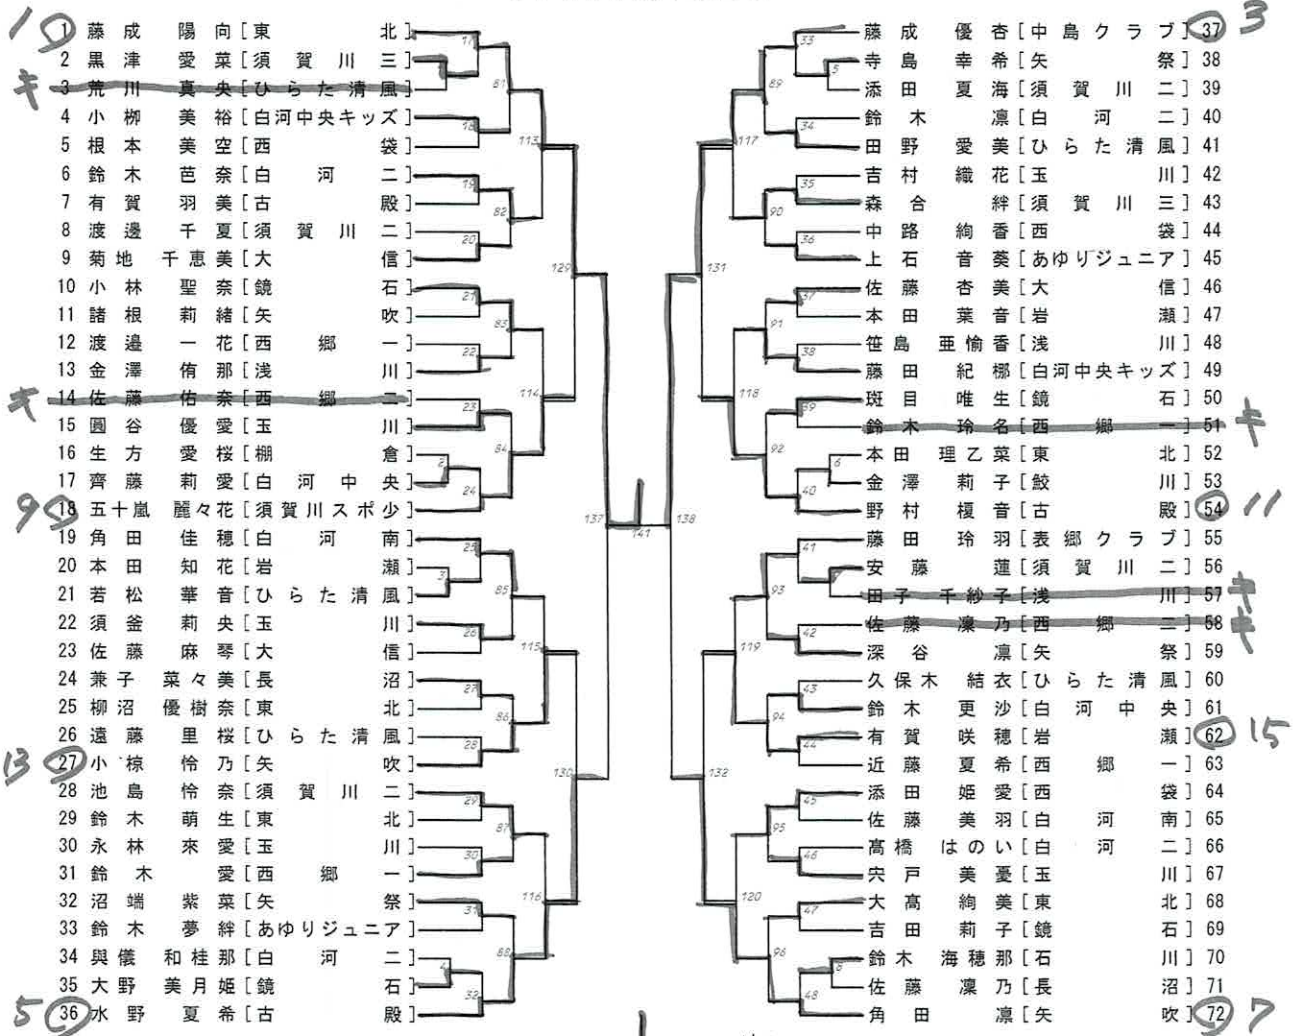 1 藤成 陽向 [東北]
2 黒津 愛菜 [須賀川三]
キ 3 荒川 真央 [ひらた清風]
4 小栁 美裕 [白河中央キッズ]
5 根本 美空 [西袋]
6 鈴木 芭奈 [白河二]
7 有賀 羽美 [古殿]
8 渡邊 千夏 [須賀川二]
9 菊地 千恵美 [大信]
10 小林 聖奈 [鏡石]
11 諸根 莉緒 [矢吹]
12 渡邉 一花 [西郷一]
13 金澤 侑那 [浅川]
キ 14 佐藤 佑奈 [西郷二]
15 圓谷 優愛 [玉川]
16 生方 愛桜 [棚倉]
17 齊藤 莉愛 [白河中央]
9 18 五十嵐 麗々花 [須賀川スポ少]
19 角田 佳穂 [白河南]
20 本田 知花 [岩瀬]
21 若松 華音 [ひらた清風]
22 須釜 莉央 [玉川]
23 佐藤 麻琴 [大信]
24 兼子 菜々美 [長沼]
25 柳沼 優樹奈 [東北]
26 遠藤 里桜 [ひらた清風]
13 27 小椋 怜乃 [矢吹]
28 池島 怜奈 [須賀川二]
29 鈴木 萌生 [東北]
30 永林 來愛 [玉川]
31 鈴木 愛 [西郷一]
32 沼端 紫菜 [矢祭]
33 鈴木 夢絆 [あゆりジュニア]
34 與儀 和桂那 [白河二]
35 大野 美月姫 [鏡石]
5 36 水野 夏希 [古殿]
藤成 優杏 [中島クラブ] 37 3
寺島 幸希 [矢祭] 38
添田 夏海 [須賀川二] 39
鈴木 凛 [白河二] 40
田野 愛美 [ひらた清風] 41
吉村 織花 [玉川] 42
森合 絆 [須賀川三] 43
中路 絢香 [西袋] 44
上石 音葵 [あゆりジュニア] 45
佐藤 杏美 [大信] 46
本田 葉音 [岩瀬] 47
笹島 亜愉香 [浅川] 48
藤田 紀梛 [白河中央キッズ] 49
斑目 唯生 [鏡石] 50
鈴木 玲名 [西郷一] 51 キ
本田 理乙菜 [東北] 52
金澤 莉子 [鮫川] 53
野村 榎音 [古殿] 54 11
藤田 玲羽 [表郷クラブ] 55
安藤 蓮 [須賀川二] 56
田子 千紗子 [浅川] 57 キ
佐藤 凜乃 [西郷二] 58 キ
深谷 凛 [矢祭] 59
久保木 結衣 [ひらた清風] 60
鈴木 更沙 [白河中央] 61
有賀 咲穂 [岩瀬] 62 15
近藤 夏希 [西郷一] 63
添田 姫愛 [西袋] 64
佐藤 美羽 [白河南] 65
髙橋 はのい [白河二] 66
宍戸 美憂 [玉川] 67
大髙 絢美 [東北] 68
吉田 莉子 [鏡石] 69
鈴木 海穂那 [石川] 70
佐藤 凜乃 [長沼] 71
角田 凛 [矢吹] 72 7